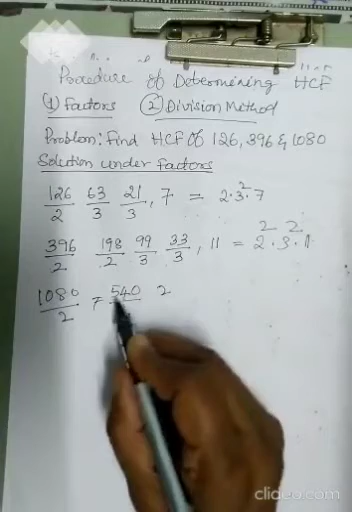 Procedure of Determining HCF
① Factors ② Division Method
Problem: Find HCF Of 126, 396 & 1080
Solution under factors
126/2 63/3 21/3, 7 = 2·3²·7
396/2 198/2 99/3 33/3, 11 = 2²·3²·11
1080/2 = 540 2
clideo.com